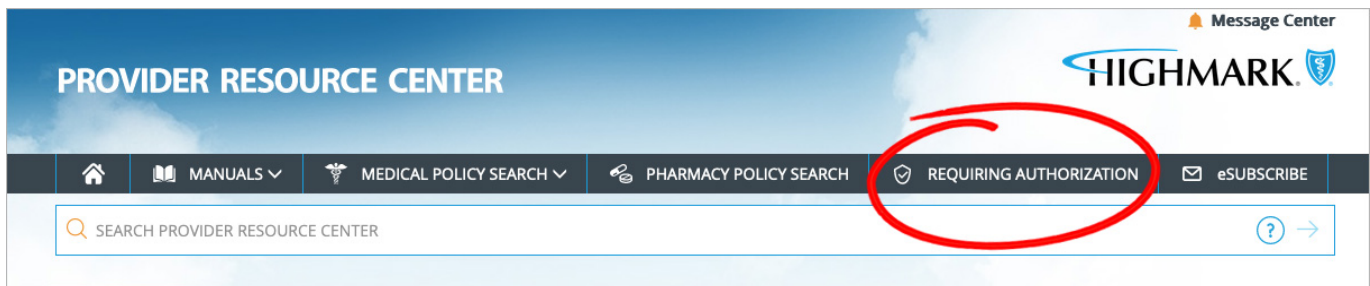 Message Center
PROVIDER RESOURCE CENTER
HIGHMARK.
MANUALS MEDICAL POLICY SEARCH PHARMACY POLICY SEARCH REQUIRING AUTHORIZATION eSUBSCRIBE
SEARCH PROVIDER RESOURCE CENTER ?